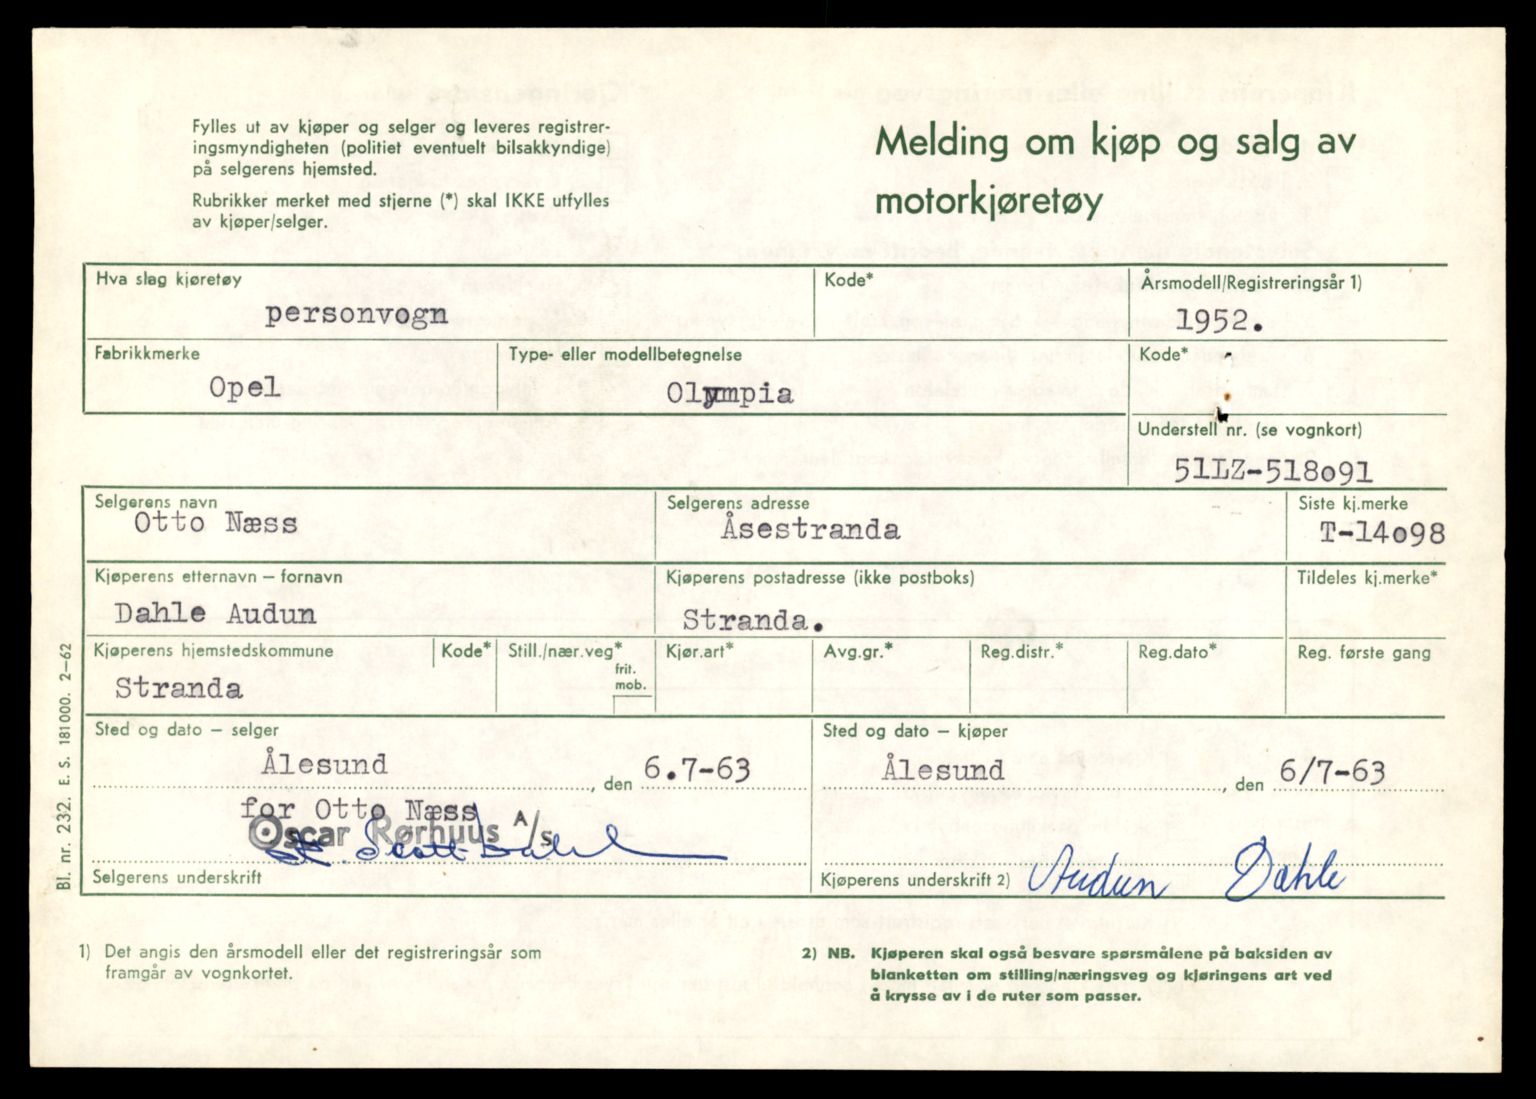 Fylles ut av kjøper og selger og leveres registrer-
ingsmyndigheten (politiet eventuelt bilsakkyndige)
på selgerens hjemsted.
Rubrikker merket med stjerne (*) skal IKKE utfylles
av kjøper/selger.
Melding om kjøp og salg av
motorkjøretøy
Hva slag kjøretøy
Kode*
Årsmodell/Registreringsår 1)
personvogn
1952.
Fabrikkmerke
Type- eller modellbetegnelse
Kode*
Opel
Olympia
Understell nr. (se vognkort)
51LZ-518o91
Selgerens navn
Selgerens adresse
Siste kj.merke
Otto Næss
Åsestranda
T-14o98
Kjøperens etternavn – fornavn
Kjøperens postadresse (ikke postboks)
Tildeles kj.merke*
Dahle Audun
Stranda.
Kjøperens hjemstedskommune
Kode*
Still./nær.veg*
frit.
mob.
Kjør.art*
Avg.gr.*
Reg.distr.*
Reg.dato*
Reg. første gang
Stranda
Sted og dato – selger
Sted og dato – kjøper
Ålesund, den 6.7-63
Ålesund, den 6/7-63
for Otto Næss
Oscar Rørhuus A/S
Selgerens underskrift
Kjøperens underskrift 2) Audun Dahle
Bl. nr. 232. E. S. 181000. 2–62
1) Det angis den årsmodell eller det registreringsår som
framgår av vognkortet.
2) NB. Kjøperen skal også besvare spørsmålene på baksiden av
blanketten om stilling/næringsveg og kjøringens art ved
å krysse av i de ruter som passer.